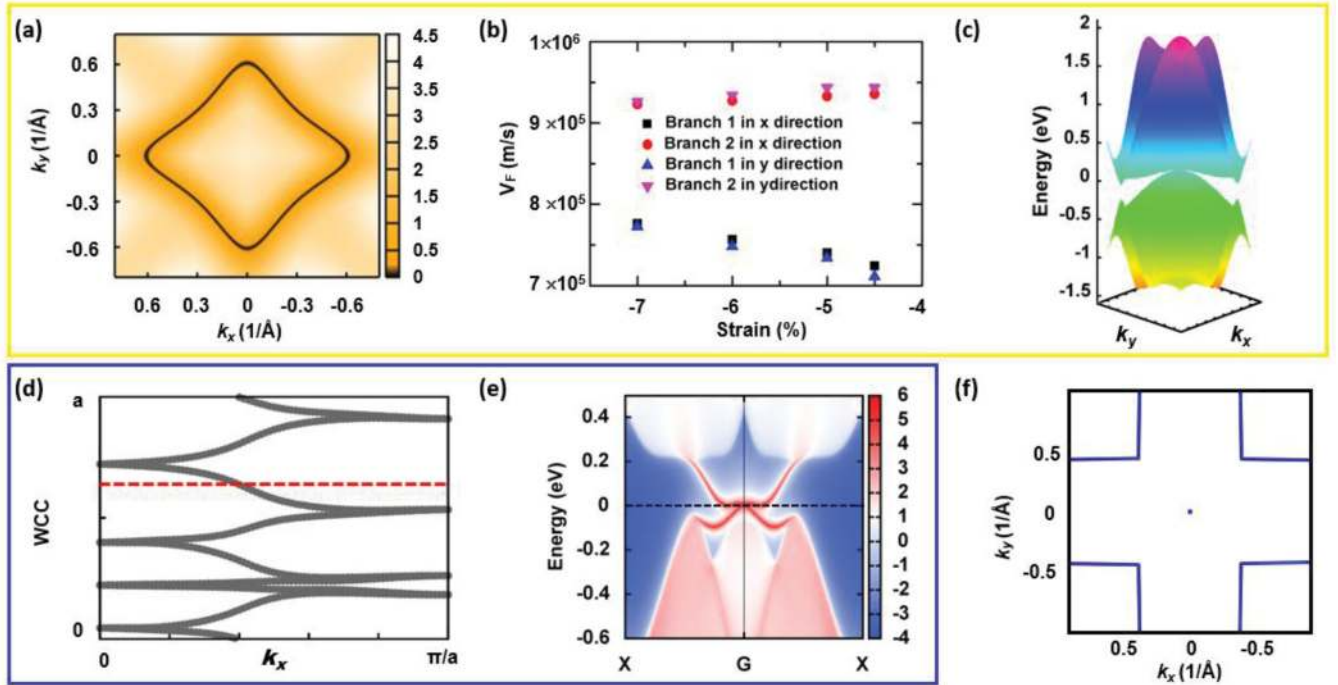 (a)
0.6
0.3
0
-0.3
-0.6
k_y (1/Å)
0.6 0.3 0 -0.3 -0.6
k_x (1/Å)
4.5
4
3.5
3
2.5
2
1.5
1
0.5
0
(b)
1×10⁶
9 ×10⁵
8 ×10⁵
7 ×10⁵
V_F (m/s)
Branch 1 in x direction
Branch 2 in x direction
Branch 1 in y direction
Branch 2 in ydirection
-7 -6 -5 -4
Strain (%)
(c)
2
1.5
1
0.5
0
-0.5
-1
-1.5
Energy (eV)
k_y k_x
(d)
a
WCC
0
0 k_x π/a
(e)
0.4
0.2
0
-0.2
-0.4
-0.6
Energy (eV)
X G X
6
5
4
3
2
1
0
-1
-2
-3
-4
(f)
0.5
0
-0.5
k_y (1/Å)
0.5 0 -0.5
k_x (1/Å)